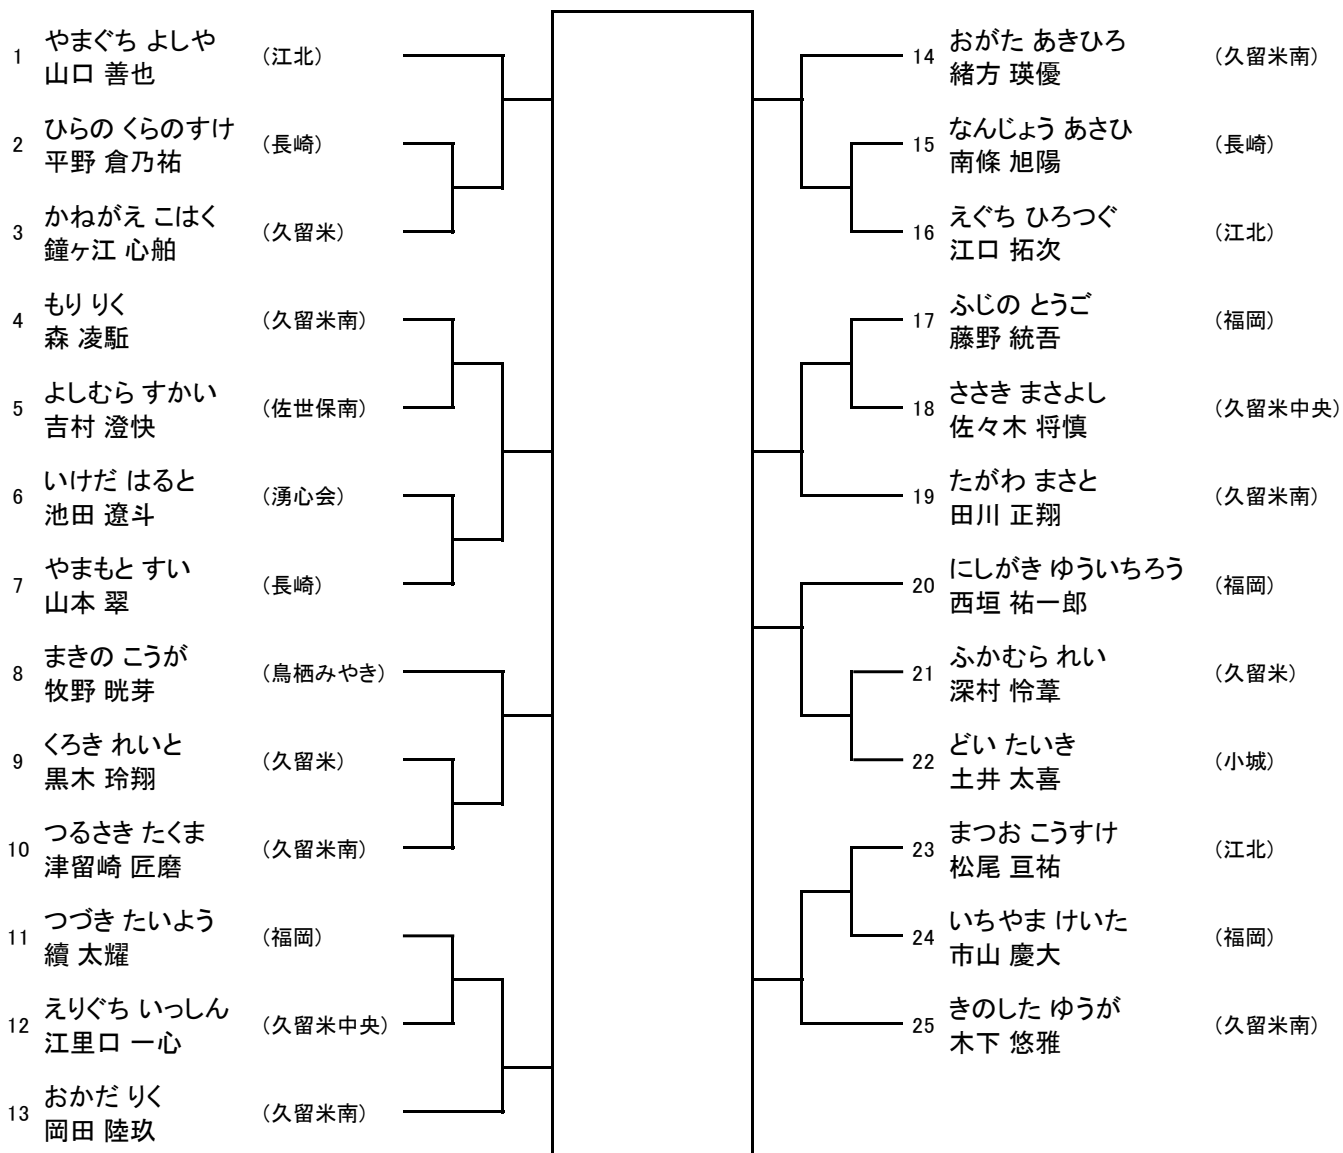 1 やまぐち よしや (江北)
山口 善也
2 ひらの くらのすけ (長崎)
平野 倉乃祐
3 かねがえ こはく (久留米)
鐘ヶ江 心舶
4 もり りく (久留米南)
森 凌駈
5 よしむら すかい (佐世保南)
吉村 澄快
6 いけだ はると (湧心会)
池田 遼斗
7 やまもと すい (長崎)
山本 翠
8 まきの こうが (鳥栖みやき)
牧野 晄芽
9 くろき れいと (久留米)
黒木 玲翔
10 つるさき たくま (久留米南)
津留崎 匠磨
11 つづき たいよう (福岡)
續 太耀
12 えりぐち いっしん (久留米中央)
江里口 一心
13 おかだ りく (久留米南)
岡田 陸玖
14 おがた あきひろ (久留米南)
緒方 瑛優
15 なんじょう あさひ (長崎)
南條 旭陽
16 えぐち ひろつぐ (江北)
江口 拓次
17 ふじの とうご (福岡)
藤野 統吾
18 ささき まさよし (久留米中央)
佐々木 将慎
19 たがわ まさと (久留米南)
田川 正翔
20 にしがき ゆういちろう (福岡)
西垣 祐一郎
21 ふかむら れい (久留米)
深村 怜葦
22 どい たいき (小城)
土井 太喜
23 まつお こうすけ (江北)
松尾 亘祐
24 いちやま けいた (福岡)
市山 慶大
25 きのした ゆうが (久留米南)
木下 悠雅